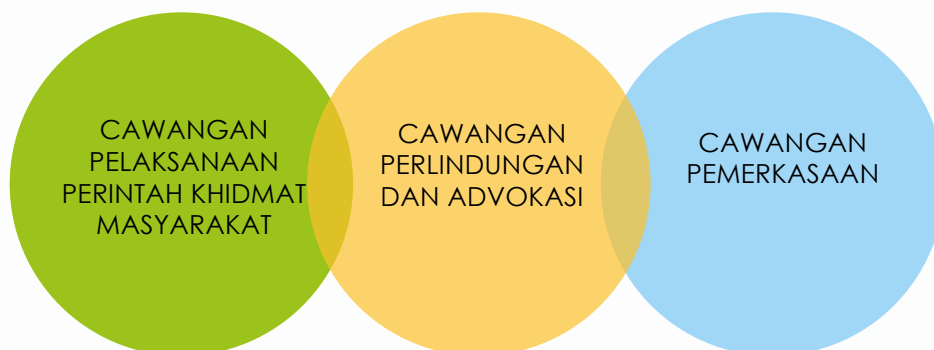 CAWANGAN
PELAKSANAAN
PERINTAH KHIDMAT
MASYARAKAT
CAWANGAN
PERLINDUNGAN
DAN ADVOKASI
CAWANGAN
PEMERKASAAN